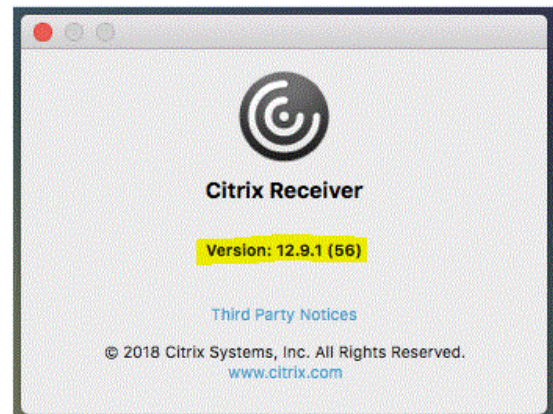 Citrix Receiver
Version: 12.9.1 (56)
Third Party Notices
© 2018 Citrix Systems, Inc. All Rights Reserved.
www.citrix.com